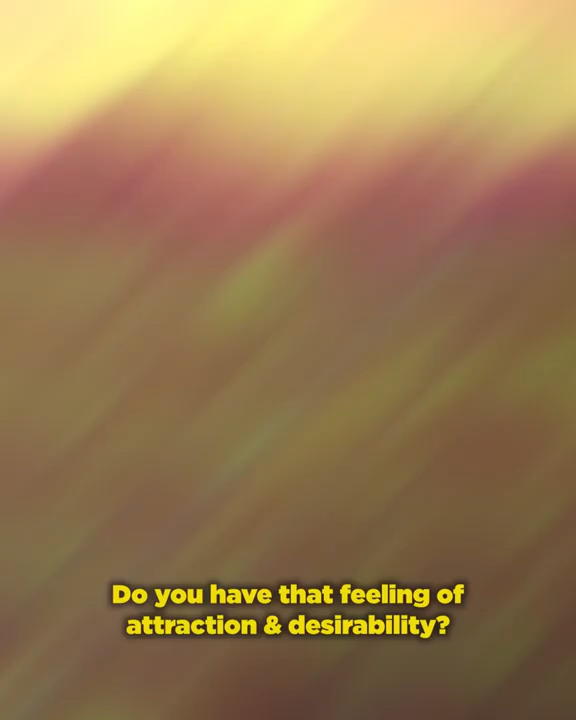 Do you have that feeling of
attraction & desirability?